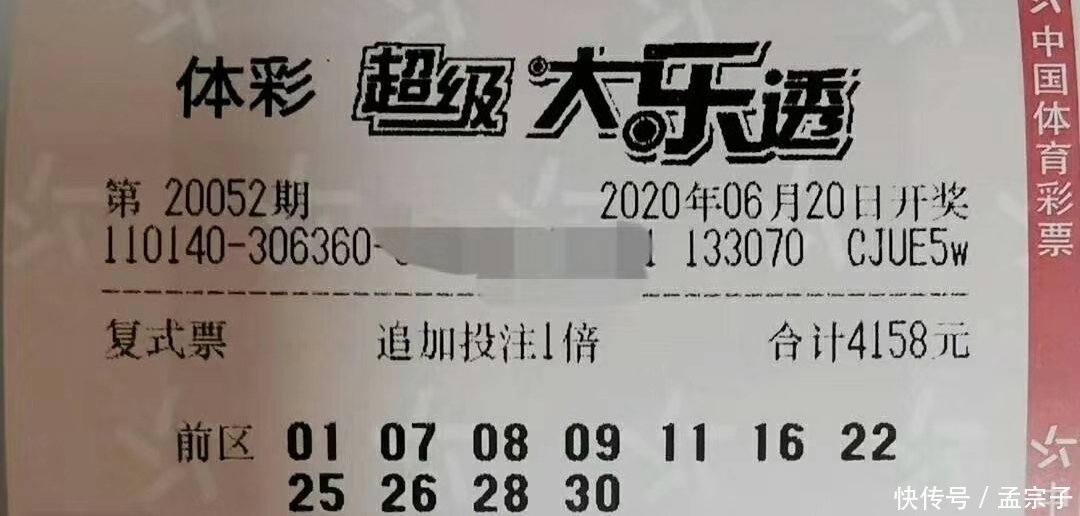 体彩 超级大乐透
第 20052期 2020年06月20日开奖
110140-306360- 1 133070 CJUE5w
复式票 追加投注1倍 合计4158元
前区 01 07 08 09 11 16 22
25 26 28 30
中国体育彩票
中
快传号 / 孟宗子